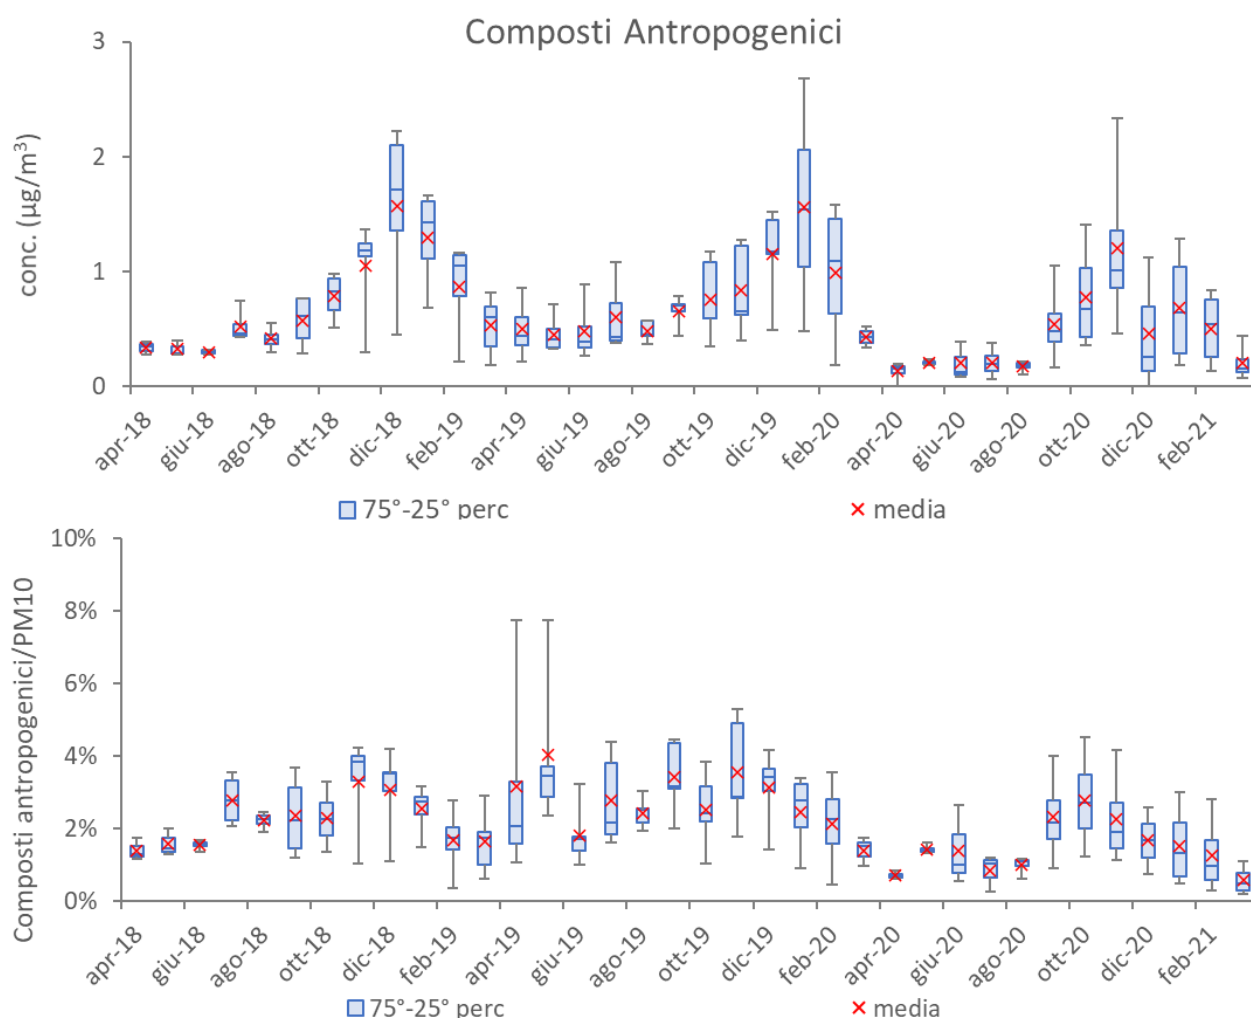 Composti Antropogenici
conc. (µg/m³)
3
2
1
0
apr-18 giu-18 ago-18 ott-18 dic-18 feb-19 apr-19 giu-19 ago-19 ott-19 dic-19 feb-20 apr-20 giu-20 ago-20 ott-20 dic-20 feb-21
75°-25° perc media
Composti antropogenici/PM10
10%
8%
6%
4%
2%
0%
apr-18 giu-18 ago-18 ott-18 dic-18 feb-19 apr-19 giu-19 ago-19 ott-19 dic-19 feb-20 apr-20 giu-20 ago-20 ott-20 dic-20 feb-21
75°-25° perc media